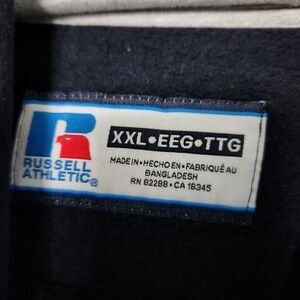 RUSSELL
ATHLETIC®
XXL•EEG•TTG
MADE IN•HECHO EN•FABRIQUÉ AU
BANGLADESH
RN 82288•CA 18345